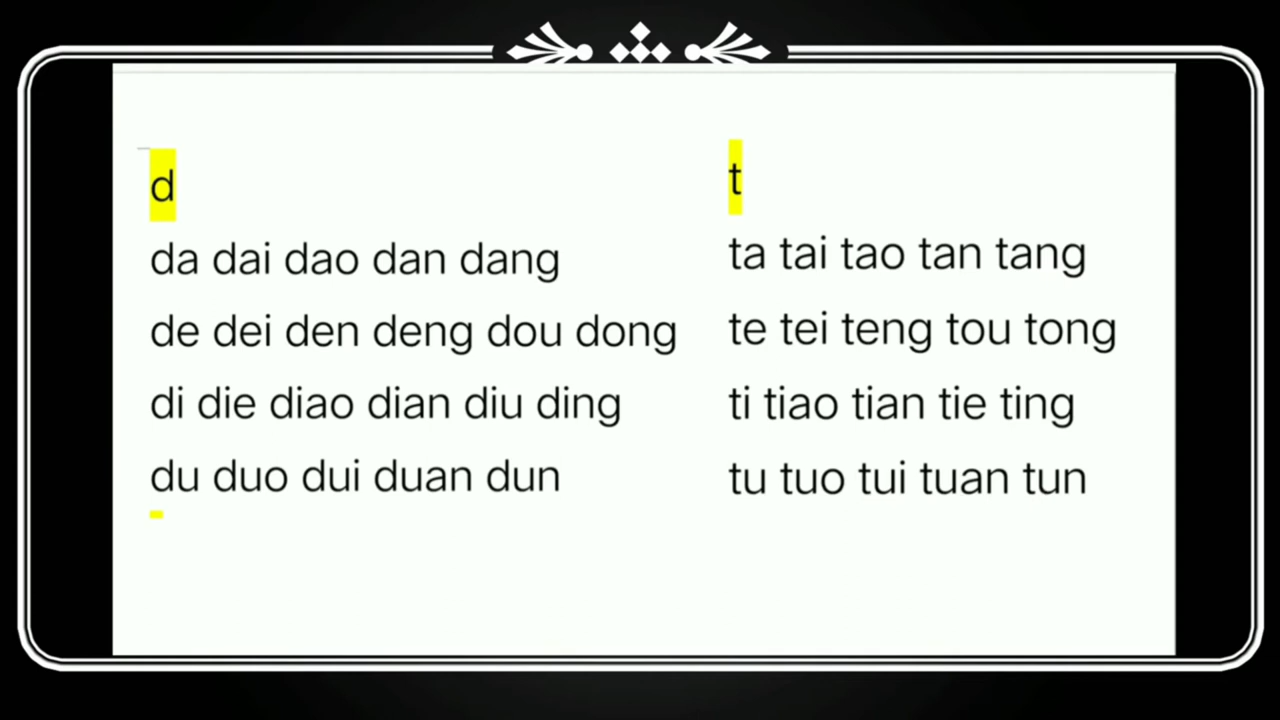 d
da dai dao dan dang
de dei den deng dou dong
di die diao dian diu ding
du duo dui duan dun
t
ta tai tao tan tang
te tei teng tou tong
ti tiao tian tie ting
tu tuo tui tuan tun